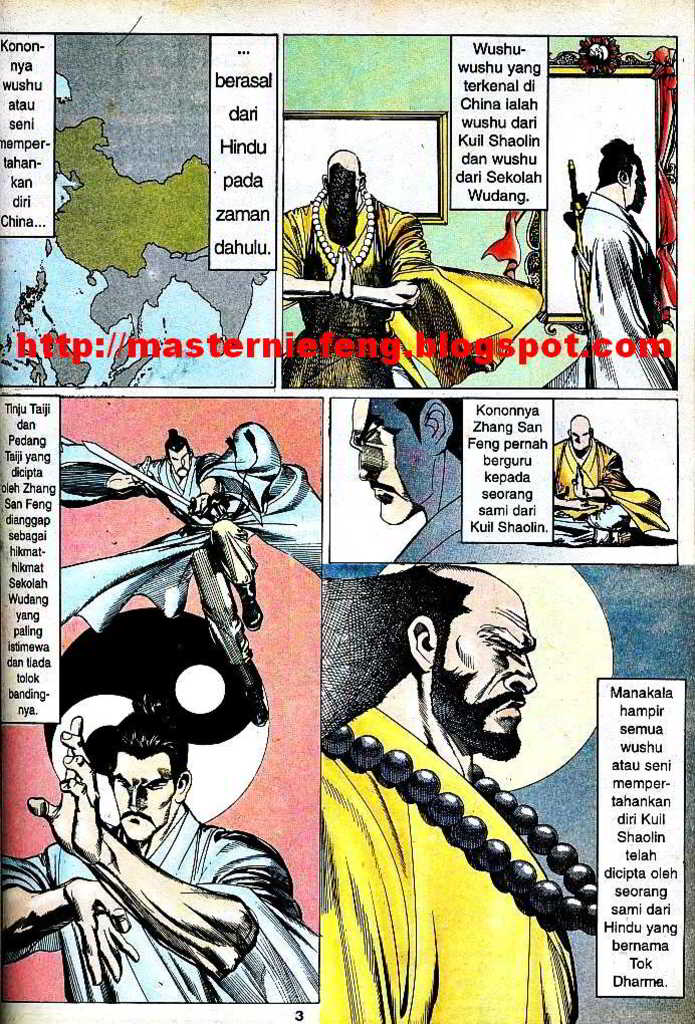 Konon-
nya
wushu
atau
seni
memper-
tahan-
kan
diri
China...
...
berasal
dari
Hindu
pada
zaman
dahulu.
Wushu-
wushu yang
terkenal di
China ialah
wushu dari
Kuil Shaolin
dan wushu
dari Sekolah
Wudang.
http://masterniefeng.blogspot.com
Tinju Taiji
dan
Pedang
Taiji yang
dicipta
oleh Zhang
San Feng
dianggap
sebagai
hikmat-
hikmat
Sekolah
Wudang
yang
paling
istimewa
dan tiada
tolok
banding-
nya.
Kononnya
Zhang San
Feng pernah
berguru
kepada
seorang
sami dari
Kuil Shaolin.
Manakala
hampir
semua
wushu
atau seni
memper-
tahankan
diri Kuil
Shaolin
telah
dicipta oleh
seorang
sami dari
Hindu yang
bernama
Tok
Dharma.
3